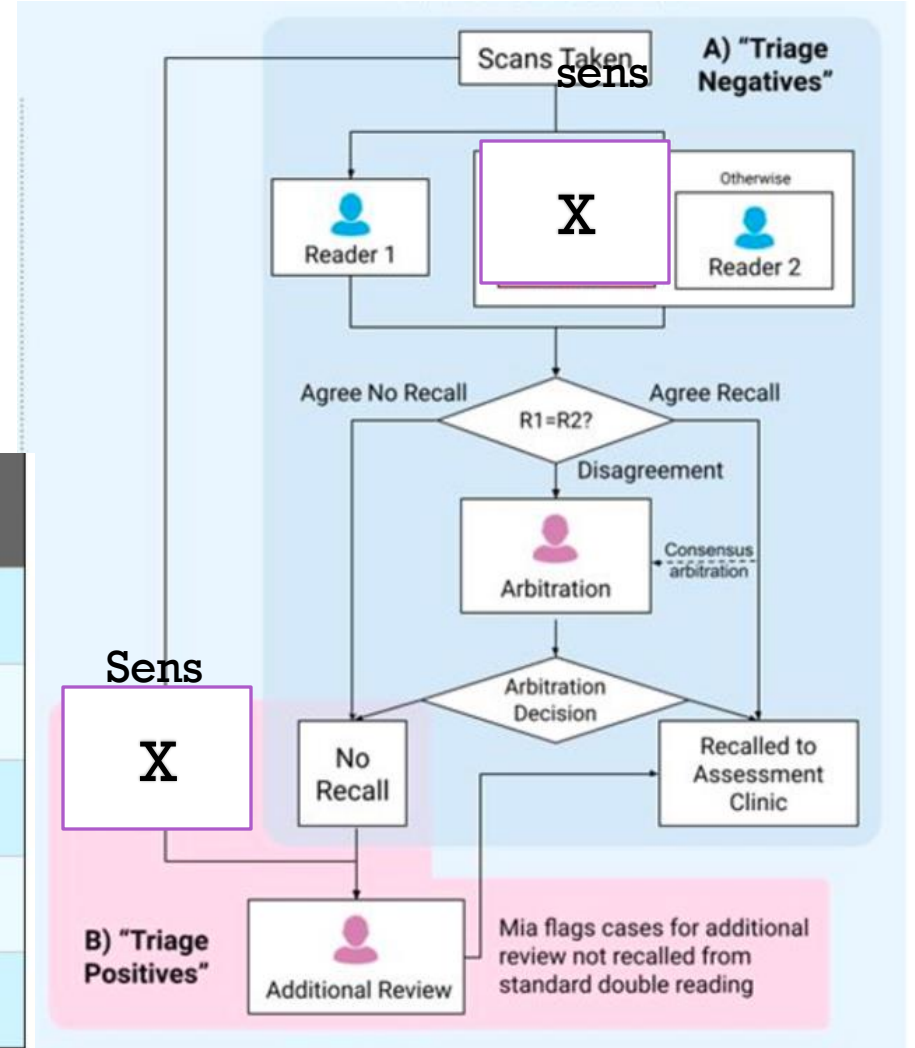 Scans Taken
sens
A) “Triage
Negatives”
Reader 1
X
Otherwise
Reader 2
Agree No Recall
Agree Recall
R1=R2?
Disagreement
Arbitration
Consensus
arbitration
Arbitration
Decision
Sens
X
No
Recall
Recalled to
Assessment
Clinic
B) “Triage
Positives”
Additional Review
Mia flags cases for additional
review not recalled from
standard double reading